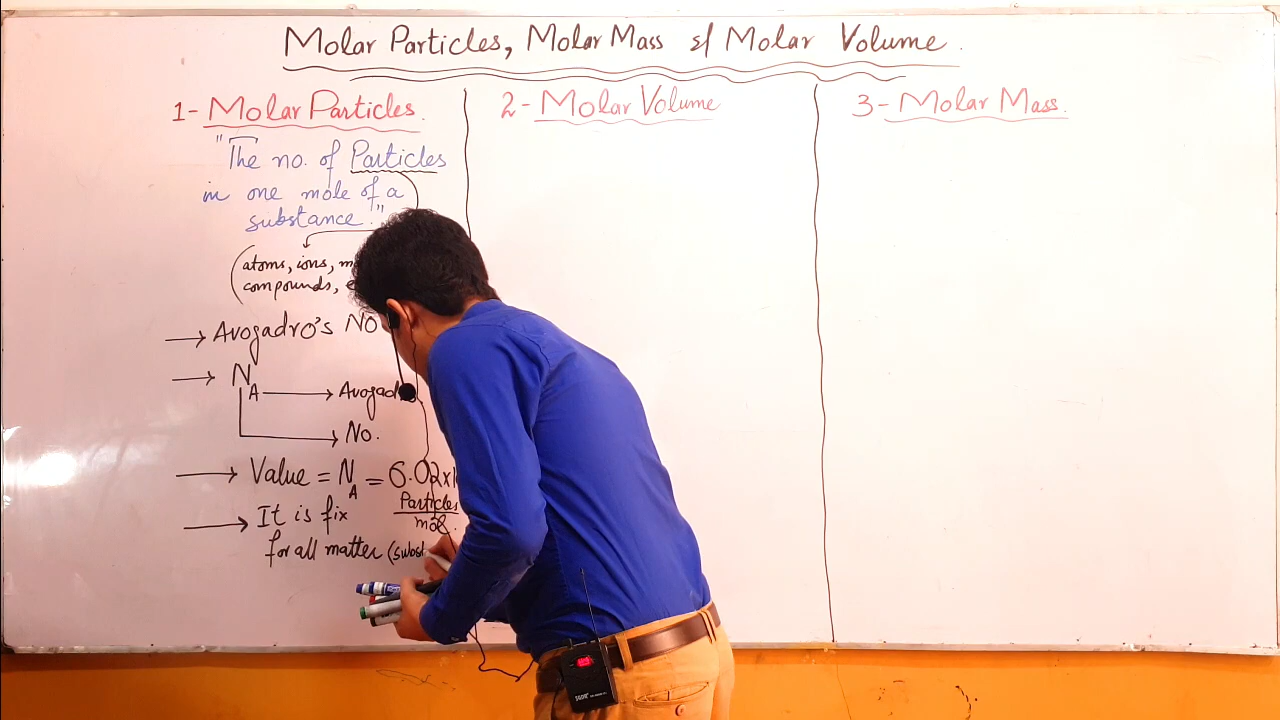 Molar Particles, Molar Mass & Molar Volume.
1- Molar Particles.
"The no. of Particles
in one mole of a
substance."
(atoms, ions,
compounds,
→ Avogadro's No
→ NA → Avogad
→ No.
→ Value = NA = 6.02x1
Particles
mol.
→ It is fix
for all matter (subst
2- Molar Volume
3- Molar Mass.